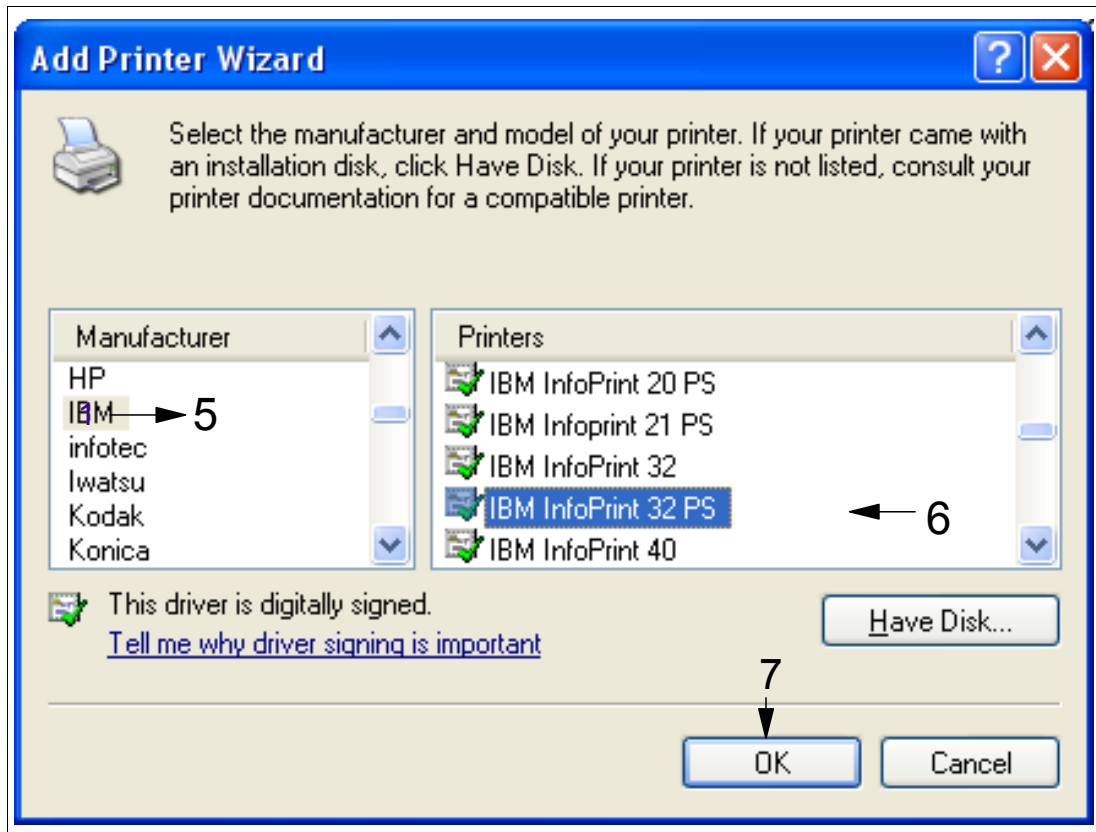 Add Printer Wizard
Select the manufacturer and model of your printer. If your printer came with
an installation disk, click Have Disk. If your printer is not listed, consult your
printer documentation for a compatible printer.
Manufacturer
HP
IBM
5
infotec
Iwatsu
Kodak
Konica
Printers
IBM InfoPrint 20 PS
IBM Infoprint 21 PS
IBM InfoPrint 32
IBM InfoPrint 32 PS
6
IBM InfoPrint 40
This driver is digitally signed.
Tell me why driver signing is important
Have Disk...
7
OK
Cancel